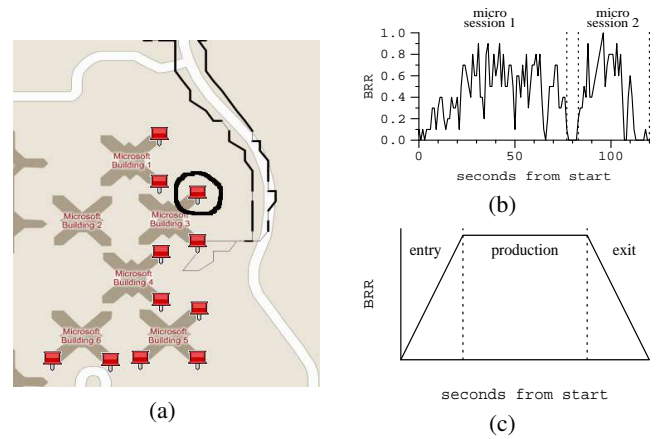 Microsoft
Building 1
Microsoft
Building 2
Microsoft
Building 3
Microsoft
Building 4
Microsoft
Building 6
Microsoft
Building 5
(a)
micro
session 1
micro
session 2
BRR
1.0
0.8
0.6
0.4
0.2
0.0
0
50
100
seconds from start
(b)
BRR
entry
production
exit
seconds from start
(c)